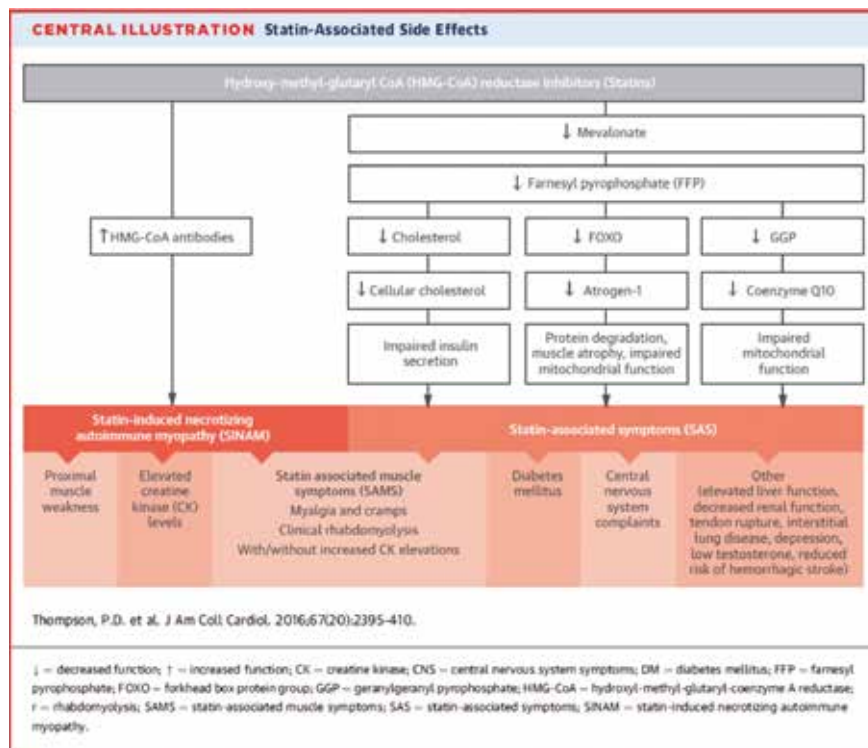 CENTRAL ILLUSTRATION Statin-Associated Side Effects
Hydroxy-methyl-glutaryl CoA (HMG-CoA) reductase Inhibitors (Statins)
↓ Mevalonate
↓ Farnesyl pyrophosphate (FFP)
↑HMG-CoA antibodies
↓ Cholesterol
↓ FOXO
↓ GGP
↓ Cellular cholesterol
↓ Atrogen-1
↓ Coenzyme Q10
Impaired insulin
secretion
Protein degradation,
muscle atrophy, impaired
mitochondrial function
Impaired
mitochondrial
function
Statin-induced necrotizing
autoimmune myopathy (SINAM)
Statin-associated symptoms (SAS)
Proximal
muscle
weakness
Elevated
creatine
kinase (CK)
levels
Statin associated muscle
symptoms (SAMS)
Myalgia and cramps
Clinical rhabdomyolysis
With/without increased CK elevations
Diabetes
mellitus
Central
nervous
system
complaints
Other
(elevated liver function,
decreased renal function,
tendon rupture, interstitial
lung disease, depression,
low testosterone, reduced
risk of hemorrhagic stroke)
Thompson, P.D. et al. J Am Coll Cardiol. 2016;67(20):2395-410.
↓ = decreased function; ↑ = increased function; CK = creatine kinase; CNS = central nervous system symptoms; DM = diabetes mellitus; FFP = farnesyl
pyrophosphate; FOXO = forkhead box protein group; GGP = geranylgeranyl pyrophosphate; HMG-CoA = hydroxyl-methyl-glutaryl-coenzyme A reductase;
r = rhabdomyolysis; SAMS = statin-associated muscle symptoms; SAS = statin-associated symptoms; SINAM = statin-induced necrotizing autoimmune
myopathy.